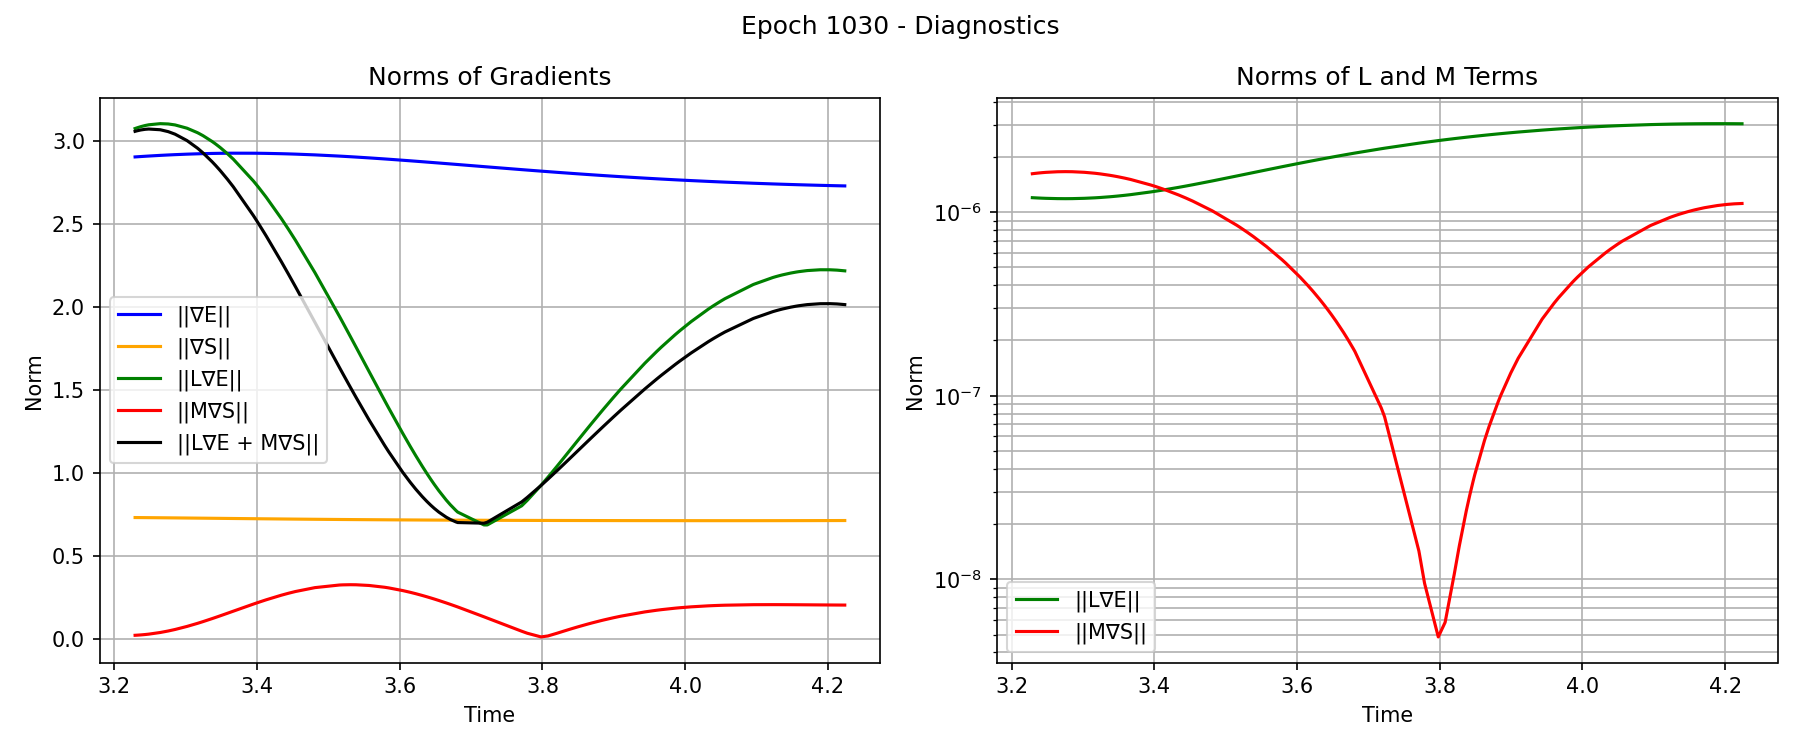 Epoch 1030 - Diagnostics
Norms of Gradients
Norm
3.0
2.5
2.0
1.5
1.0
0.5
0.0
||∇E||
||∇S||
||L∇E||
||M∇S||
||L∇E + M∇S||
3.2 3.4 3.6 3.8 4.0 4.2
Time
Norms of L and M Terms
Norm
10⁻⁶
10⁻⁷
10⁻⁸
||L∇E||
||M∇S||
3.2 3.4 3.6 3.8 4.0 4.2
Time